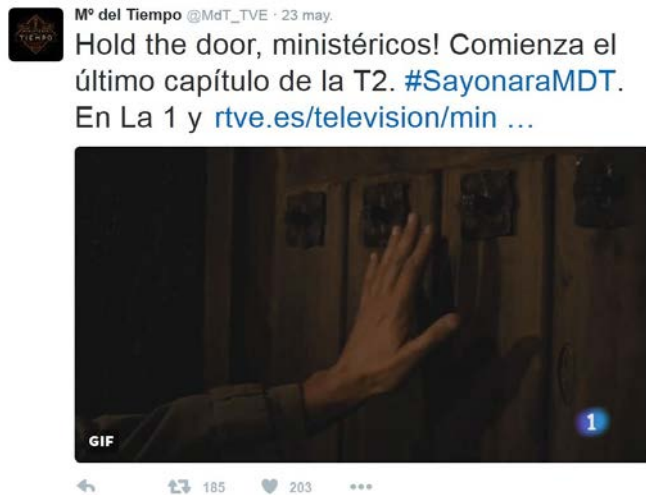 Mº del Tiempo @MdT_TVE · 23 may.
Hold the door, ministéricos! Comienza el
último capítulo de la T2. #SayonaraMDT.
En La 1 y rtve.es/television/min ...
TIEMPO
GIF
1
185 203